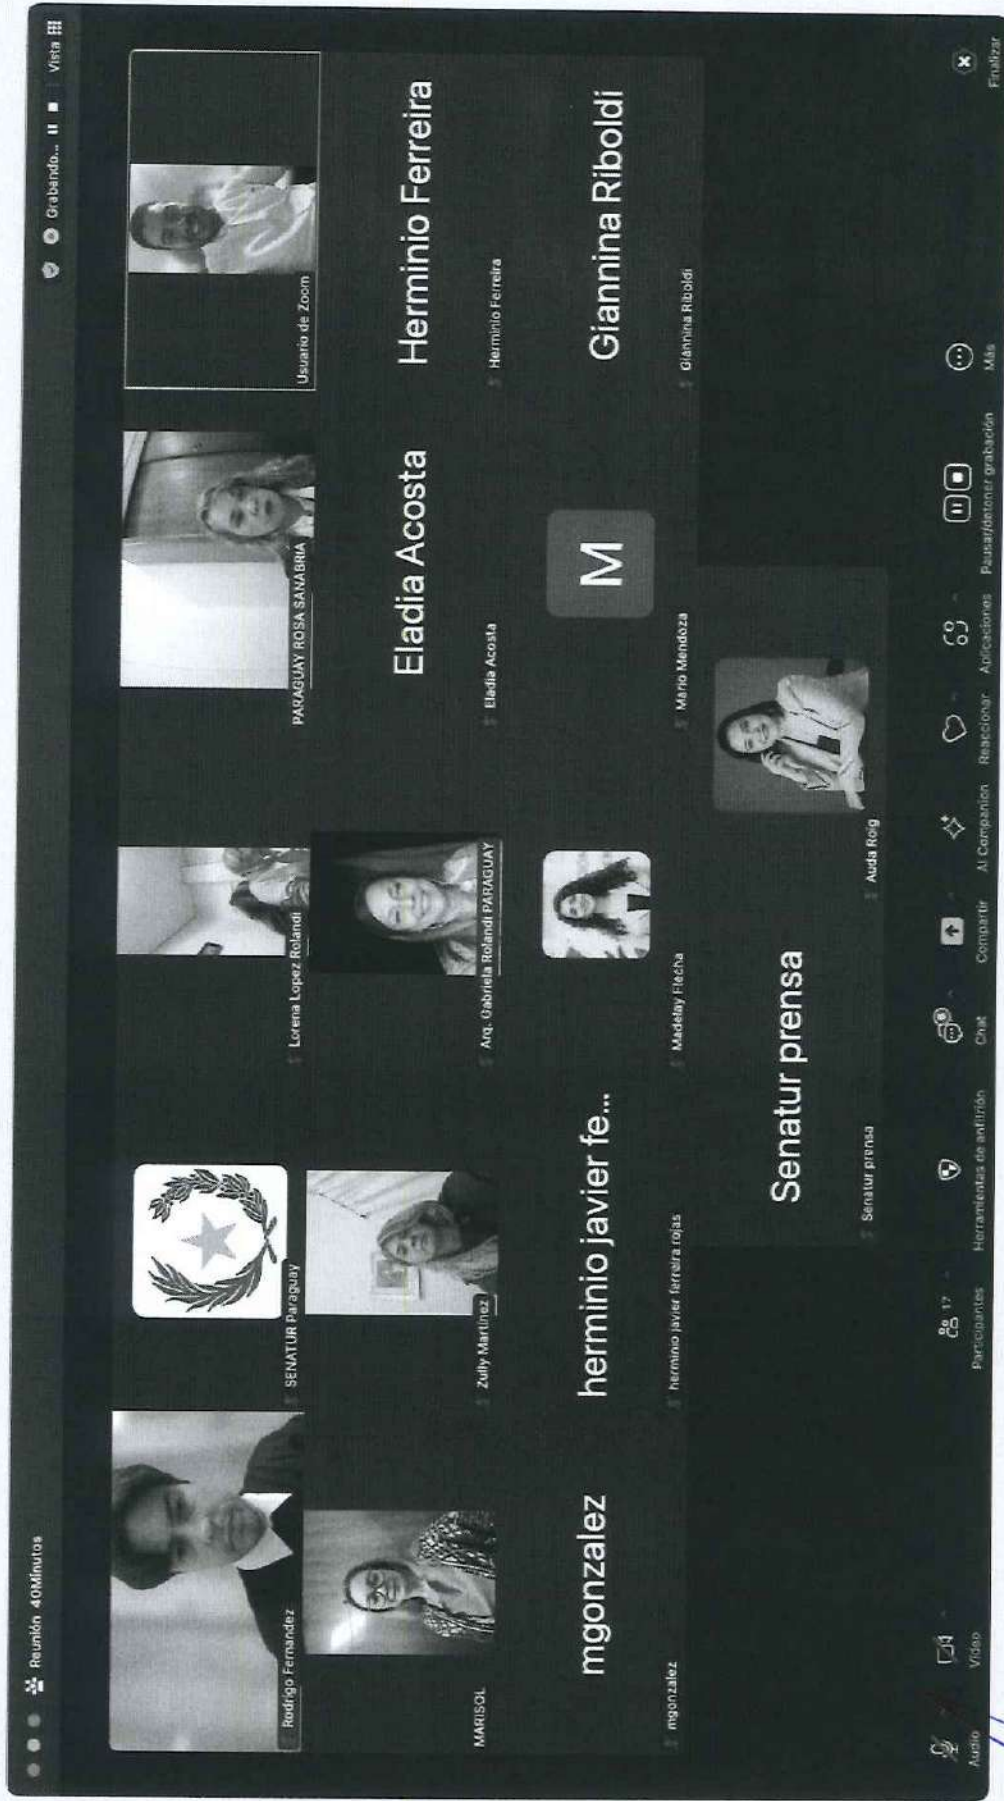 Reunión 40Minutos
Grabando...
Vista
Rodrigo Fernandez
SENATUR Paraguay
Lorena Lopez Rolandi
PARAGUAY ROSA SANABRIA
Usuario de Zoom
MARISOL
Zully Martínez
Arq. Gabriela Rolandi PARAGUAY
Eladia Acosta
Eladia Acosta
Herminio Ferreira
Herminio Ferreira
mgonzalez
mgonzalez
herminio javier fe...
herminio javier ferreira rojas
Madelay Flecha
M
Mario Mendoza
Giannina Riboldi
Giannina Riboldi
Senatur prensa
Senatur prensa
Auda Roig
Audio
Vídeo
17
Participantes
Herramientas de anfitrión
Chat
Compartir
AI Companion
Reaccionar
Aplicaciones
Pausar/detener grabación
Más
Finalizar